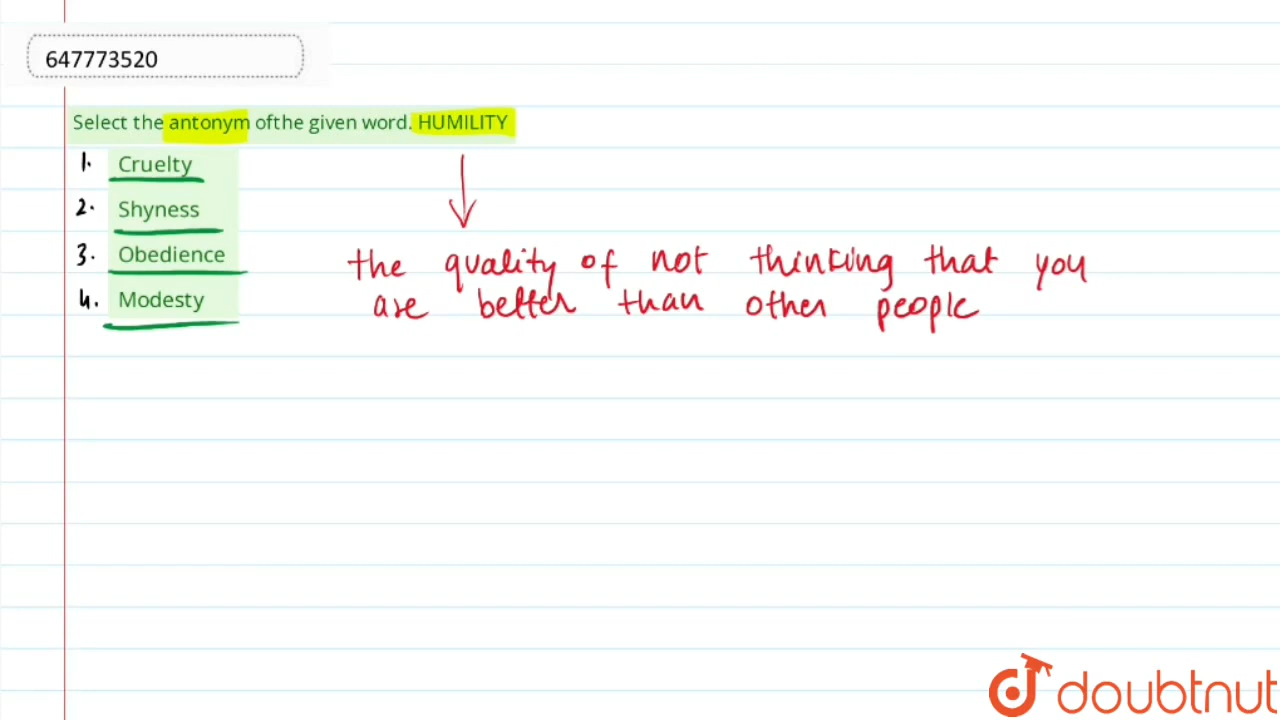 647773520
Select the antonym ofthe given word. HUMILITY
1. Cruelty
2. Shyness
3. Obedience
4. Modesty
the quality of not thinking that you
are better than other people
doubtnut